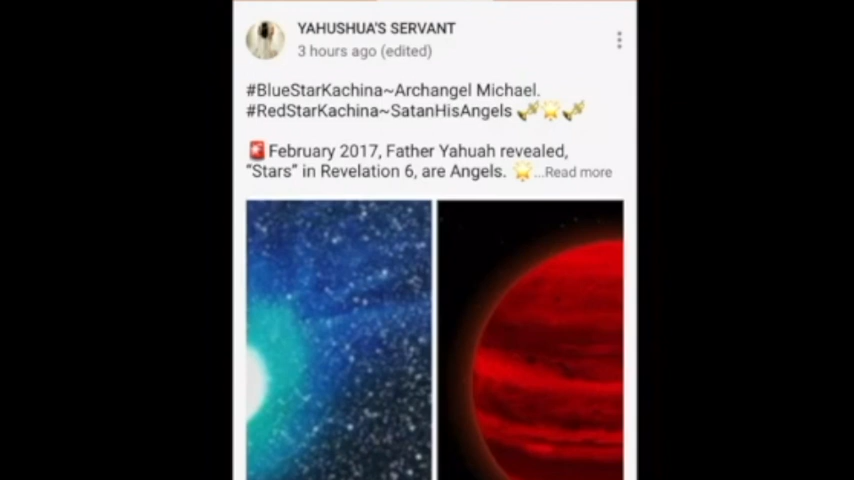 YAHUSHUA'S SERVANT
3 hours ago (edited)
#BlueStarKachina~Archangel Michael.
#RedStarKachina~SatanHisAngels 🎺🌟🎺
🚨February 2017, Father Yahuah revealed,
“Stars” in Revelation 6, are Angels. 🌟...Read more